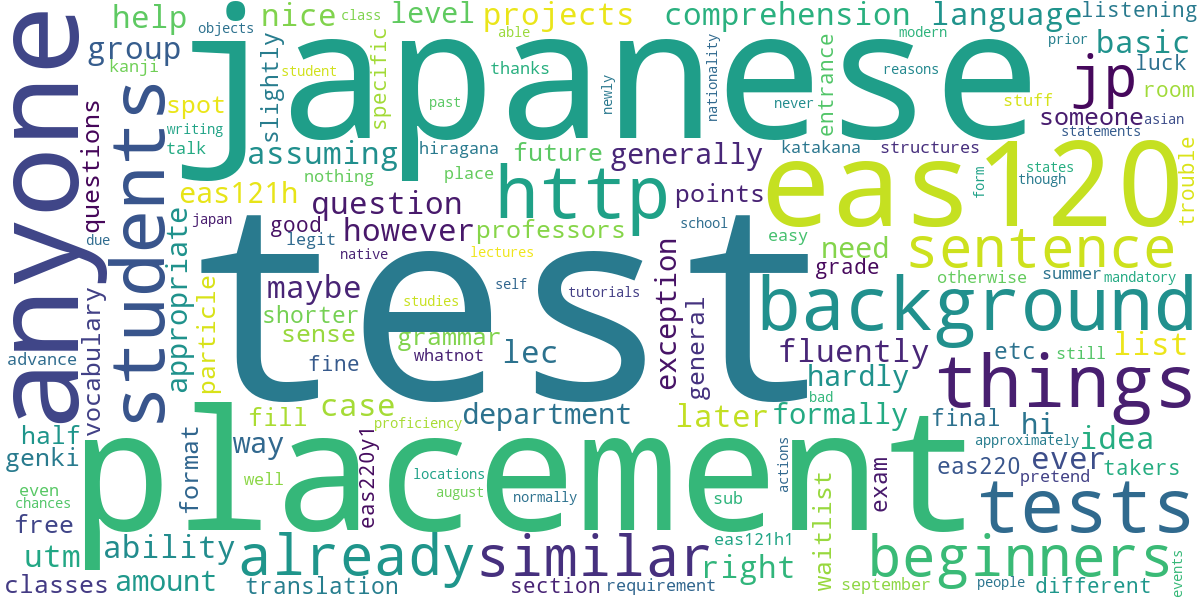 help
objects
nice
class
level
projects
comprehension
language
listening
group
kanji
japanese
able
modern
prior
basic
luck
slightly
student
specific
thanks
nationality
reasons
jp
room
anyone
students
spot
past
newly
never
entrance
stuff
someone
asian
questions
writing
talk
statements
assuming
hiragana
future
generally
katakana
structures
eas120
states
though
trouble
nothing
place
http
points
form
eas121h
question
japan
good
however
professors
school
easy
need
sentence
due
legit
native
lectures
test
grade
otherwise
summer
mandatory
appropriate
particle
maybe
studies
self
tutorials
exception
background
shorter
sense
grammar
general
vocabulary
advance
fine
whatnot
lec
fluently
etc
still
list
hardly
things
case
bad
fill
proficiency
department
later
formally
final
hi
half
genki
format
way
eas220y1
placement
actions
approximately
idea
eas220
ever
takers
pretend
even
chances
free
well
locations
august
normally
sub
exam
waitlist
tests
utm
ability
already
similar
eas121h1
right
beginners
classes
amount
translation
section
requirement
september
people
different
events